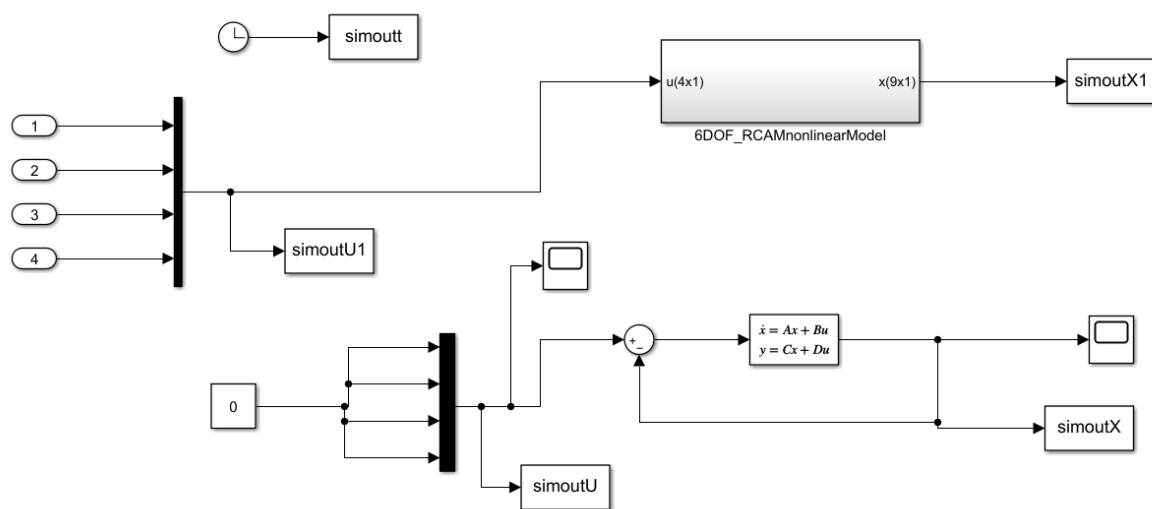 simoutt
u(4x1)
x(9x1)
simoutX1
6DOF_RCAMnonlinearModel
1
2
3
4
simoutU1
+
−
ẋ = Ax + Bu
y = Cx + Du
0
simoutX
simoutU